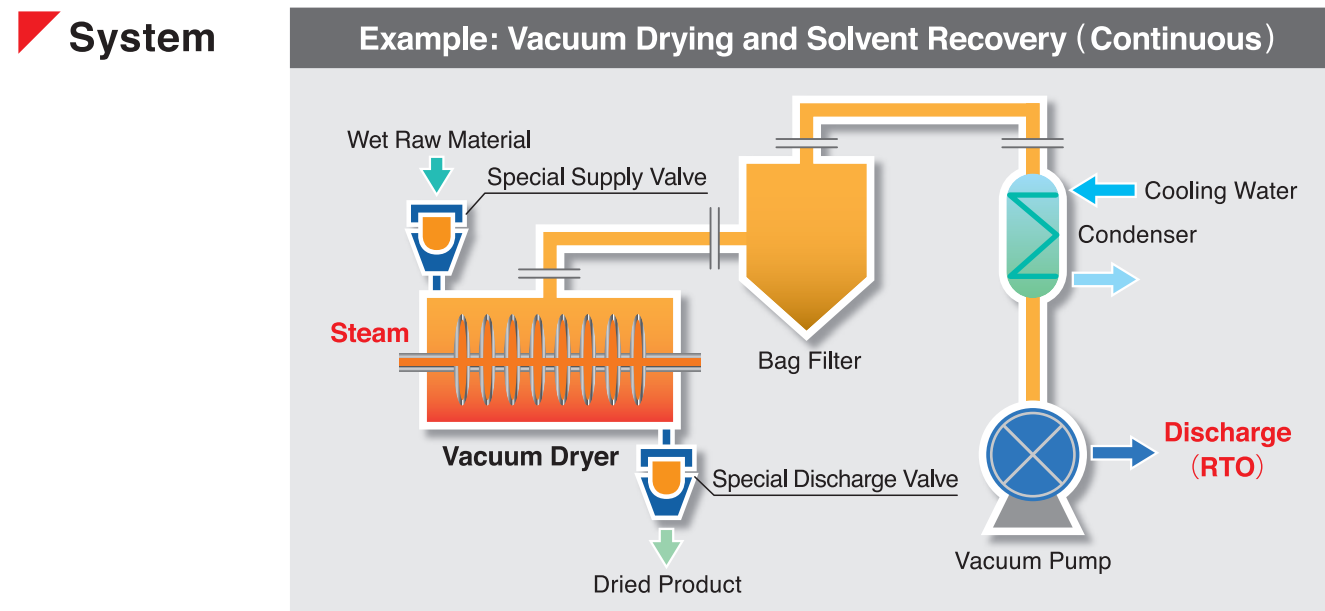 System
Example: Vacuum Drying and Solvent Recovery (Continuous)
Wet Raw Material
Special Supply Valve
Cooling Water
Condenser
Steam
Bag Filter
Vacuum Dryer
Discharge
(RTO)
Special Discharge Valve
Vacuum Pump
Dried Product